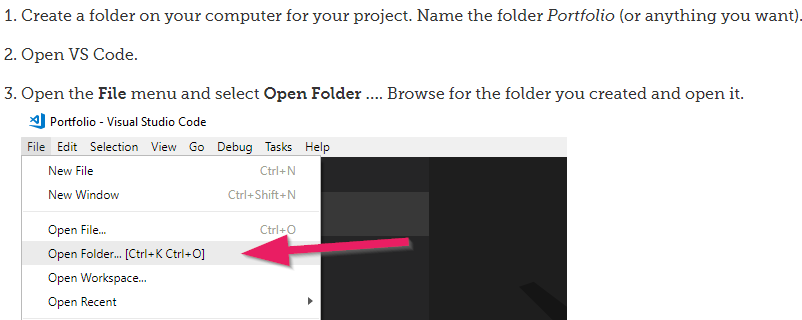 1. Create a folder on your computer for your project. Name the folder Portfolio (or anything you want).
2. Open VS Code.
3. Open the File menu and select Open Folder .... Browse for the folder you created and open it.
Portfolio - Visual Studio Code
File Edit Selection View Go Debug Tasks Help
New File Ctrl+N
New Window Ctrl+Shift+N
Open File... Ctrl+O
Open Folder... [Ctrl+K Ctrl+O]
Open Workspace...
Open Recent